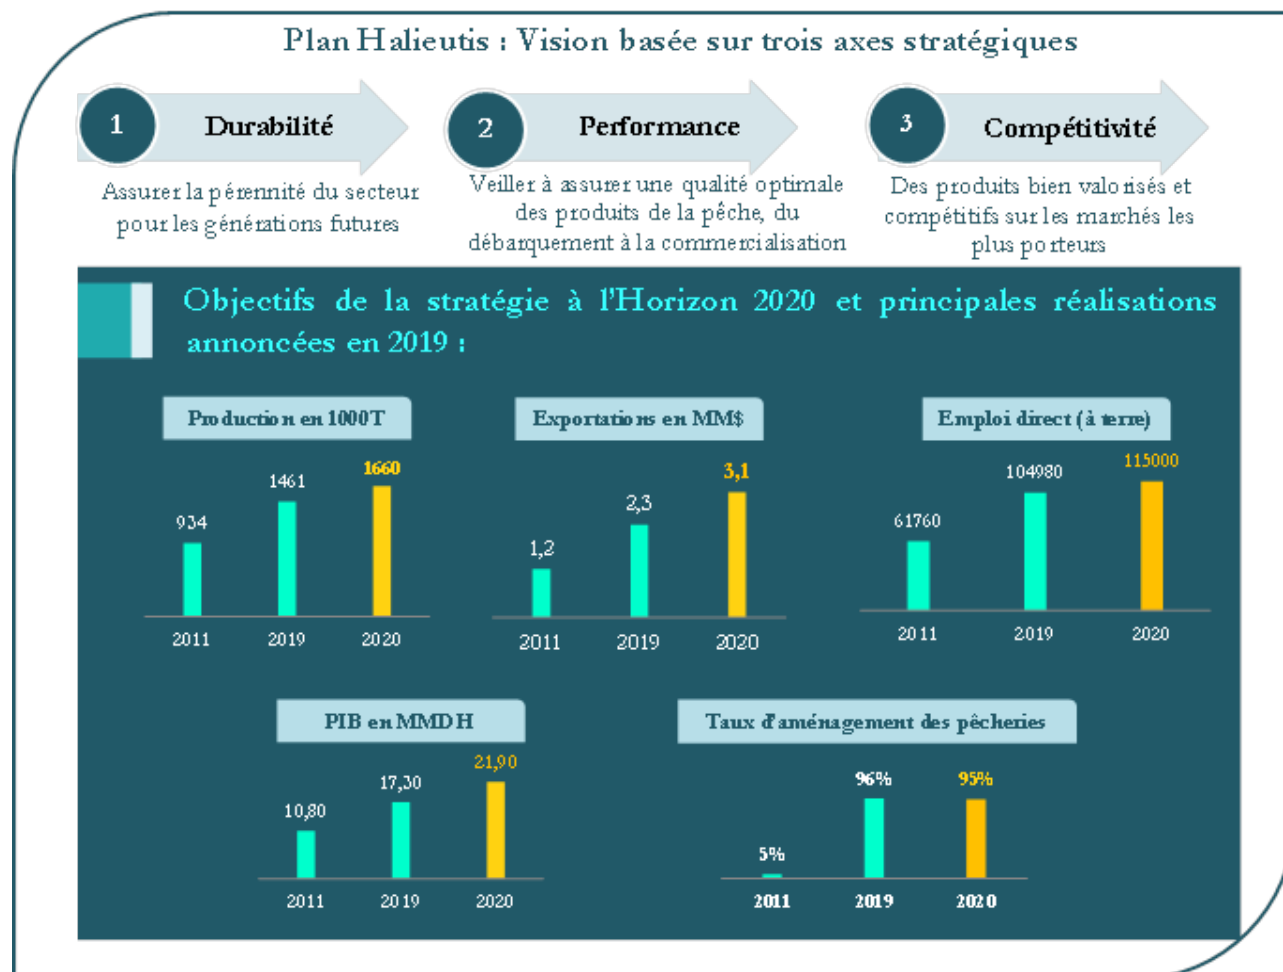 Plan Halieutis : Vision basée sur trois axes stratégiques
1
Durabilité
Assurer la pérennité du secteur
pour les générations futures
2
Performance
Veiller à assurer une qualité optimale
des produits de la pêche, du
débarquement à la commercialisation
3
Compétitivité
Des produits bien valorisés et
compétitifs sur les marchés les
plus porteurs
Objectifs de la stratégie à l'Horizon 2020 et principales réalisations
annoncées en 2019 :
Production en 1000T
934
1461
1660
2011
2019
2020
Exportations en MM$
1,2
2,3
3,1
2011
2019
2020
Emploi direct (à terre)
61760
104980
115000
2011
2019
2020
PIB en MMDH
10,80
17,30
21,90
2011
2019
2020
Taux d'aménagement des pêcheries
5%
96%
95%
2011
2019
2020